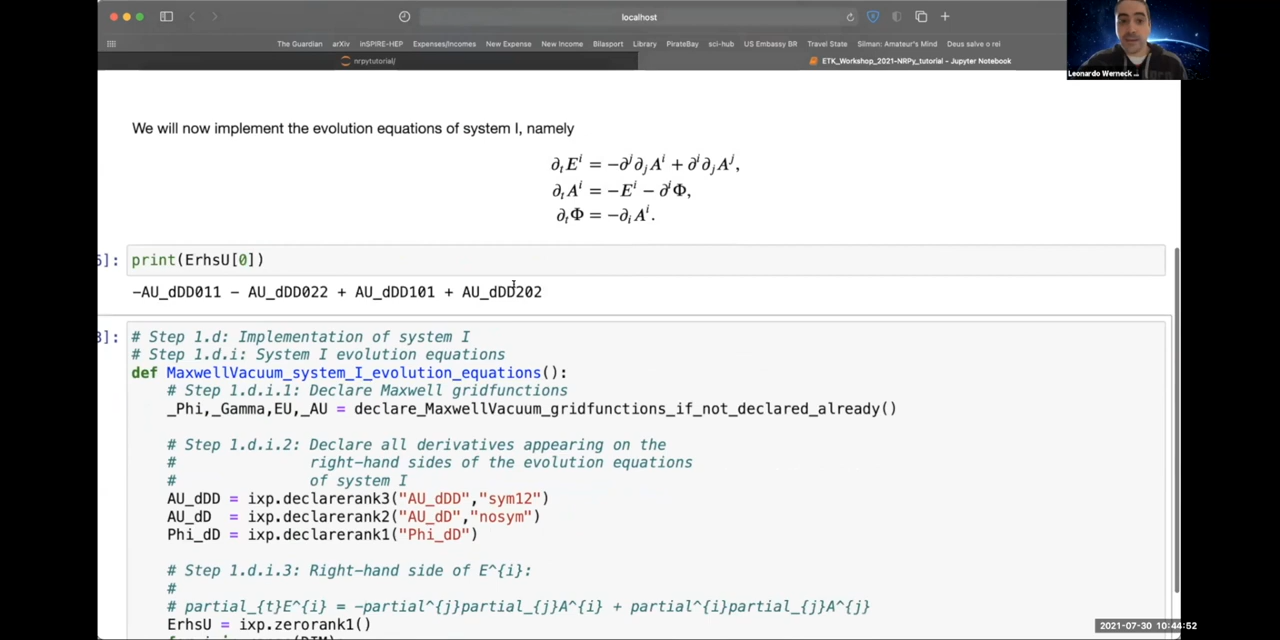 localhost
The Guardian arXiv inSPIRE-HEP Expenses/Incomes New Expense New Income Bilasport Library PirateBay sci-hub US Embassy BR Travel State Silman: Amateur's Mind Deus salve o rei
nrpytutorial/ ETK_Workshop_2021-NRPy_tutorial - Jupyter Notebook
Leonardo Werneck ...
We will now implement the evolution equations of system I, namely
∂ₜEⁱ = −∂ʲ∂ⱼAⁱ + ∂ⁱ∂ⱼAʲ,
∂ₜAⁱ = −Eⁱ − ∂ⁱΦ,
∂ₜΦ = −∂ᵢAⁱ.
]: print(ErhsU[0])
-AU_dDD011 - AU_dDD022 + AU_dDD101 + AU_dDD202
]: # Step 1.d: Implementation of system I
# Step 1.d.i: System I evolution equations
def MaxwellVacuum_system_I_evolution_equations():
# Step 1.d.i.1: Declare Maxwell gridfunctions
_Phi,_Gamma,EU,_AU = declare_MaxwellVacuum_gridfunctions_if_not_declared_already()
# Step 1.d.i.2: Declare all derivatives appearing on the
# right-hand sides of the evolution equations
# of system I
AU_dDD = ixp.declarerank3("AU_dDD","sym12")
AU_dD = ixp.declarerank2("AU_dD","nosym")
Phi_dD = ixp.declarerank1("Phi_dD")
# Step 1.d.i.3: Right-hand side of E^{i}:
#
# partial_{t}E^{i} = -partial^{j}partial_{j}A^{i} + partial^{i}partial_{j}A^{j}
ErhsU = ixp.zerorank1()
2021-07-30 10:44:52